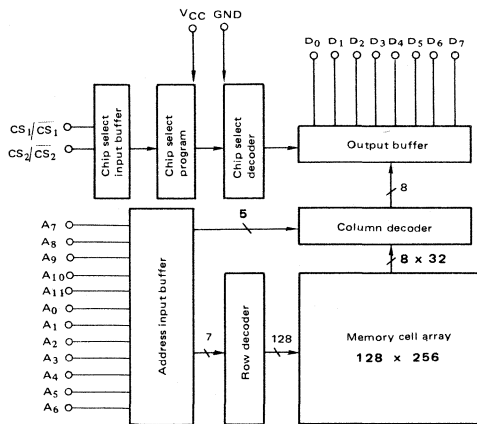 VCC GND
D0 D1 D2 D3 D4 D5 D6 D7
CS1/CS1
CS2/CS2
Chip select
input buffer
Chip select
program
Chip select
decoder
Output buffer
8
A7
A8
A9
A10
A11
A0
A1
A2
A3
A4
A5
A6
Address input buffer
5
Column decoder
8 x 32
7
Row decoder
128
Memory cell array
128 x 256